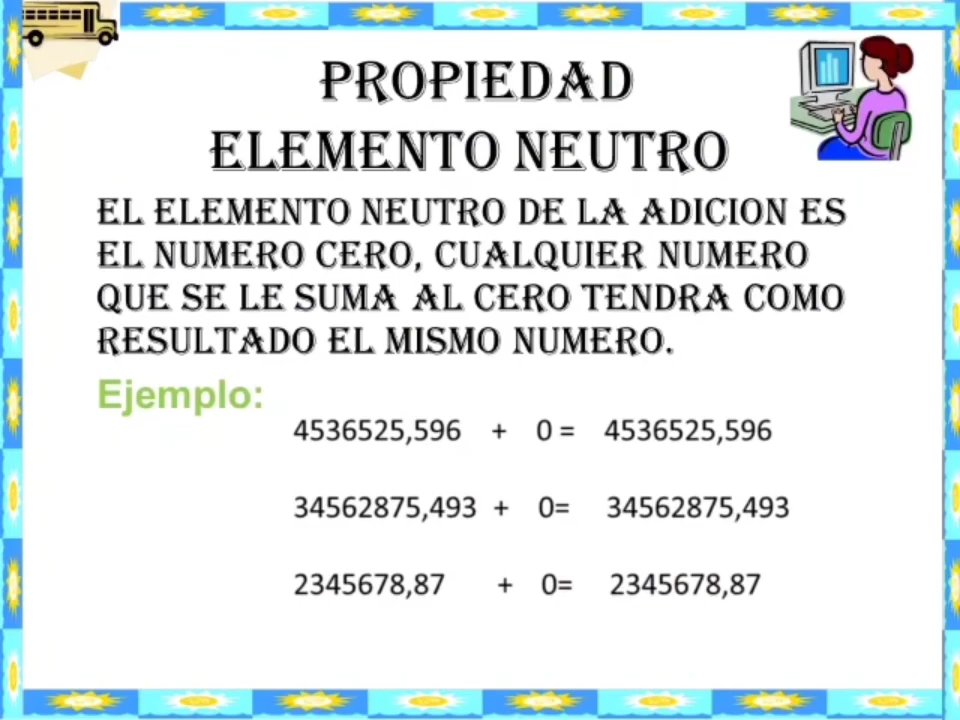 PROPIEDAD
ELEMENTO NEUTRO
EL ELEMENTO NEUTRO DE LA ADICION ES
EL NUMERO CERO, CUALQUIER NUMERO
QUE SE LE SUMA AL CERO TENDRA COMO
RESULTADO EL MISMO NUMERO.
Ejemplo:
4536525,596 + 0 = 4536525,596
34562875,493 + 0= 34562875,493
2345678,87 + 0= 2345678,87